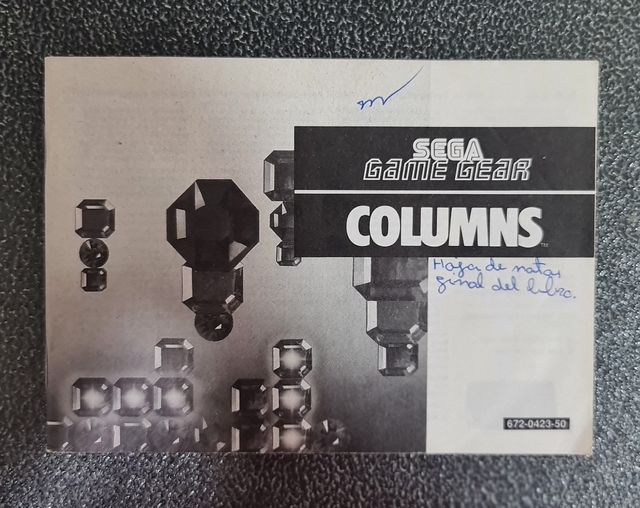 SEGA
GAME GEAR
COLUMNS
TM
Hoja de notas
final del libro.
672-0423-50